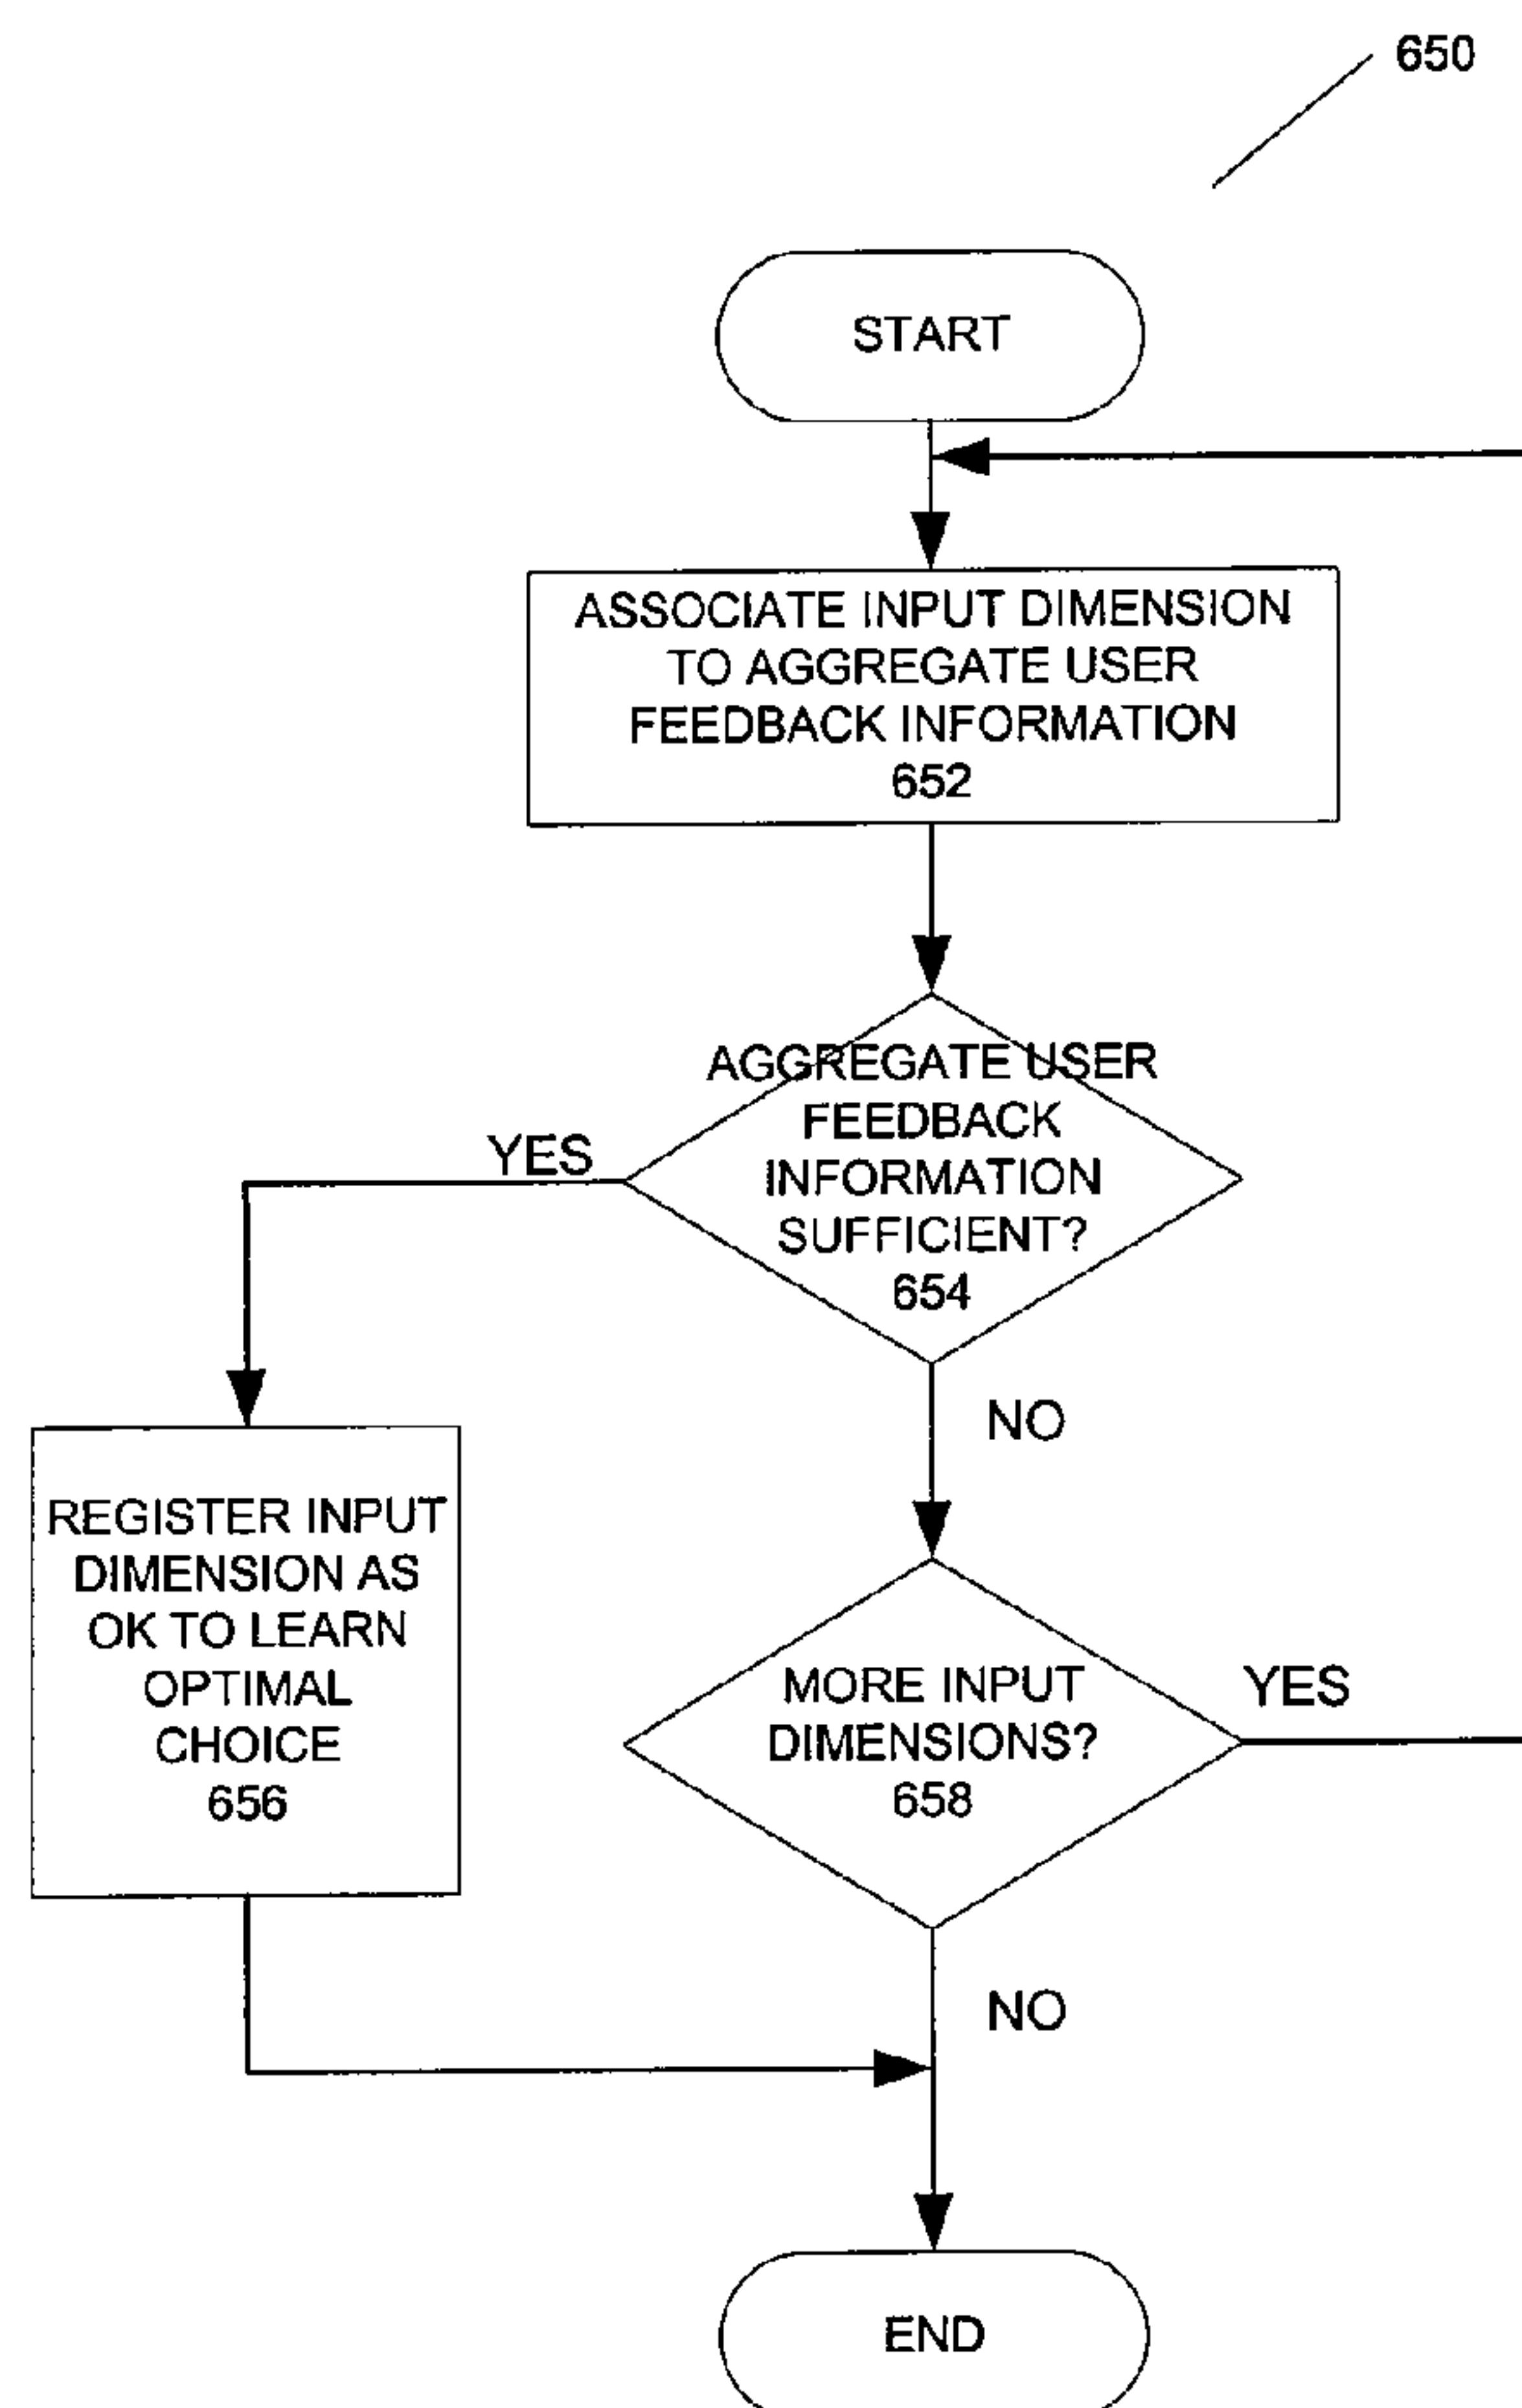 650
START
ASSOCIATE INPUT DIMENSION
TO AGGREGATE USER
FEEDBACK INFORMATION
652
AGGREGATE USER
FEEDBACK
INFORMATION
SUFFICIENT?
654
YES
NO
REGISTER INPUT
DIMENSION AS
OK TO LEARN
OPTIMAL
CHOICE
656
MORE INPUT
DIMENSIONS?
658
YES
NO
END